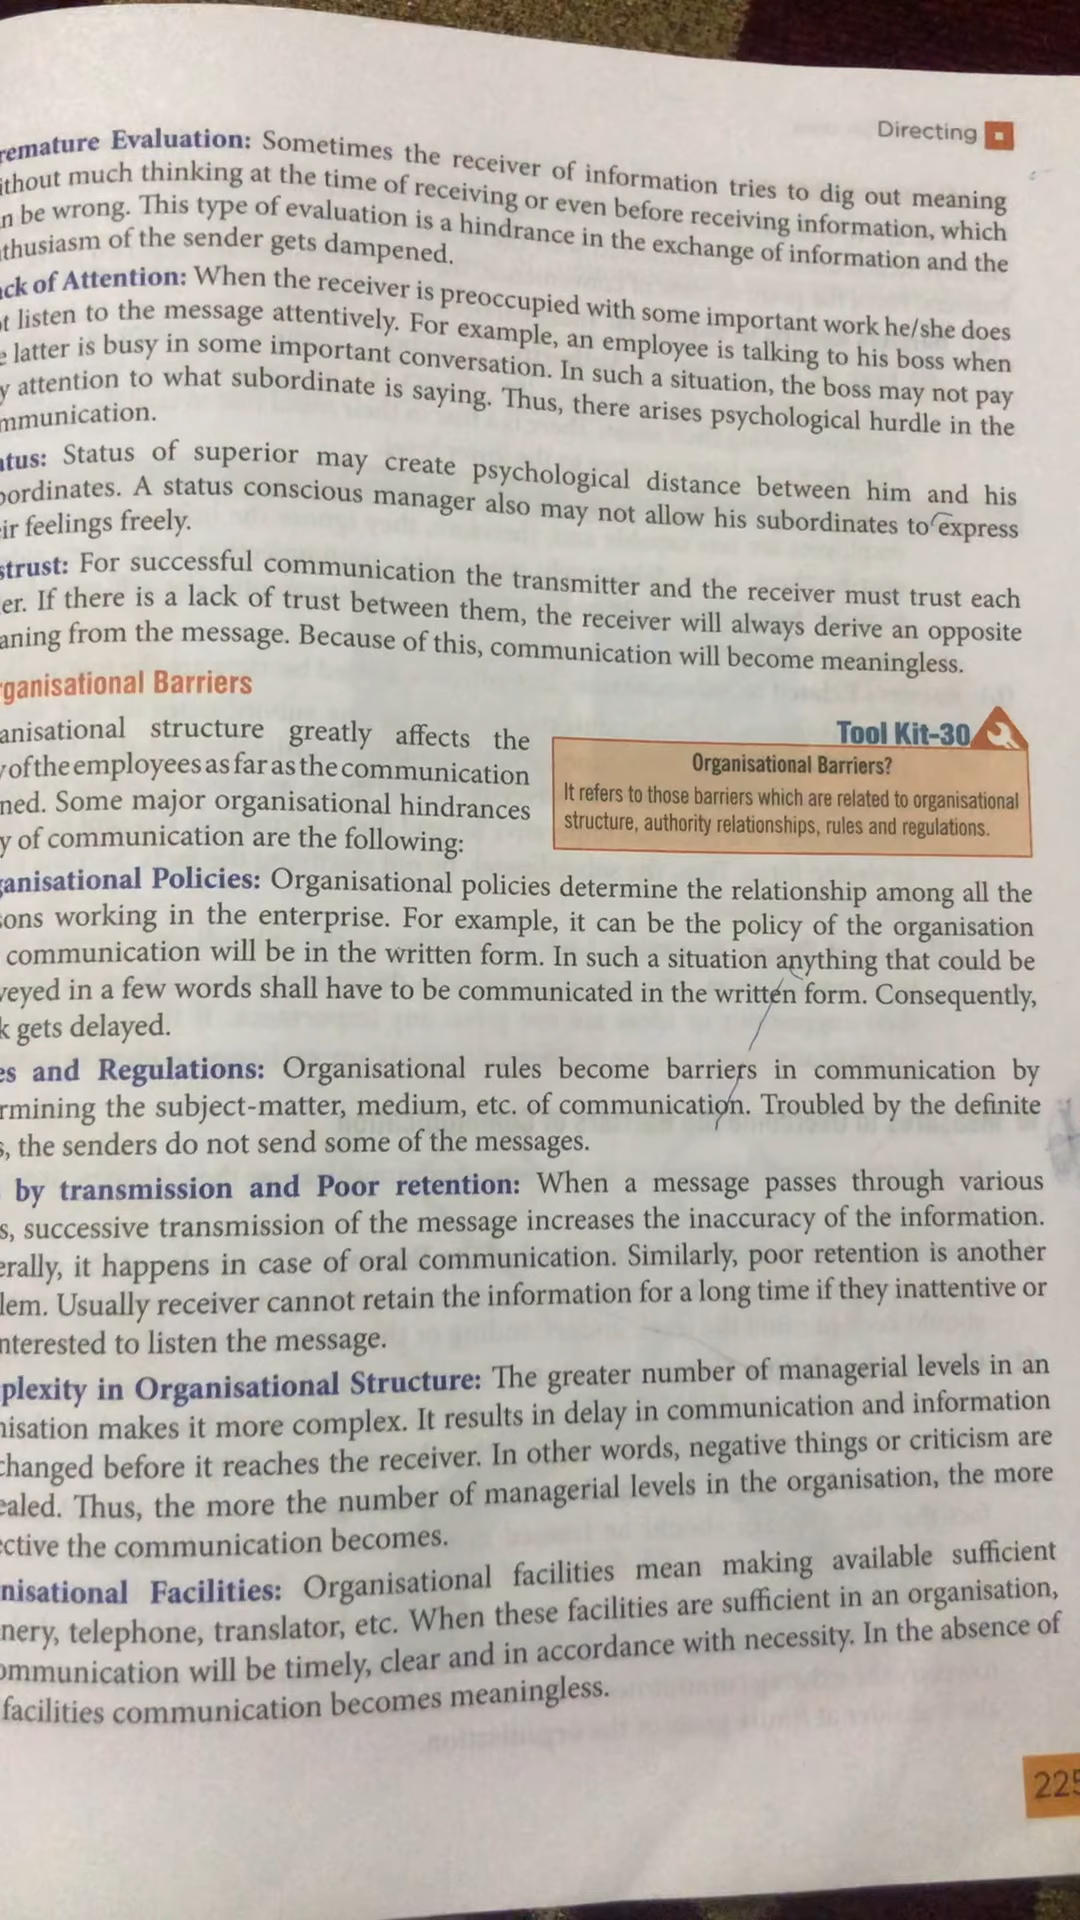 Directing
remature Evaluation: Sometimes the receiver of information tries to dig out meaning
ithout much thinking at the time of receiving or even before receiving information, which
n be wrong. This type of evaluation is a hindrance in the exchange of information and the
thusiasm of the sender gets dampened.
ack of Attention: When the receiver is preoccupied with some important work he/she does
ot listen to the message attentively. For example, an employee is talking to his boss when
e latter is busy in some important conversation. In such a situation, the boss may not pay
y attention to what subordinate is saying. Thus, there arises psychological hurdle in the
mmunication.
atus: Status of superior may create psychological distance between him and his
bordinates. A status conscious manager also may not allow his subordinates to express
eir feelings freely.
strust: For successful communication the transmitter and the receiver must trust each
er. If there is a lack of trust between them, the receiver will always derive an opposite
aning from the message. Because of this, communication will become meaningless.
rganisational Barriers
anisational structure greatly affects the
y of the employees as far as the communication
ned. Some major organisational hindrances
y of communication are the following:
Tool Kit-30
Organisational Barriers?
It refers to those barriers which are related to organisational
structure, authority relationships, rules and regulations.
ganisational Policies: Organisational policies determine the relationship among all the
sons working in the enterprise. For example, it can be the policy of the organisation
communication will be in the written form. In such a situation anything that could be
veyed in a few words shall have to be communicated in the written form. Consequently,
k gets delayed.
es and Regulations: Organisational rules become barriers in communication by
rmining the subject-matter, medium, etc. of communication. Troubled by the definite
s, the senders do not send some of the messages.
by transmission and Poor retention: When a message passes through various
s, successive transmission of the message increases the inaccuracy of the information.
erally, it happens in case of oral communication. Similarly, poor retention is another
lem. Usually receiver cannot retain the information for a long time if they inattentive or
nterested to listen the message.
plexity in Organisational Structure: The greater number of managerial levels in an
nisation makes it more complex. It results in delay in communication and information
changed before it reaches the receiver. In other words, negative things or criticism are
ealed. Thus, the more the number of managerial levels in the organisation, the more
ective the communication becomes.
nisational Facilities: Organisational facilities mean making available sufficient
nery, telephone, translator, etc. When these facilities are sufficient in an organisation,
ommunication will be timely, clear and in accordance with necessity. In the absence of
facilities communication becomes meaningless.
225